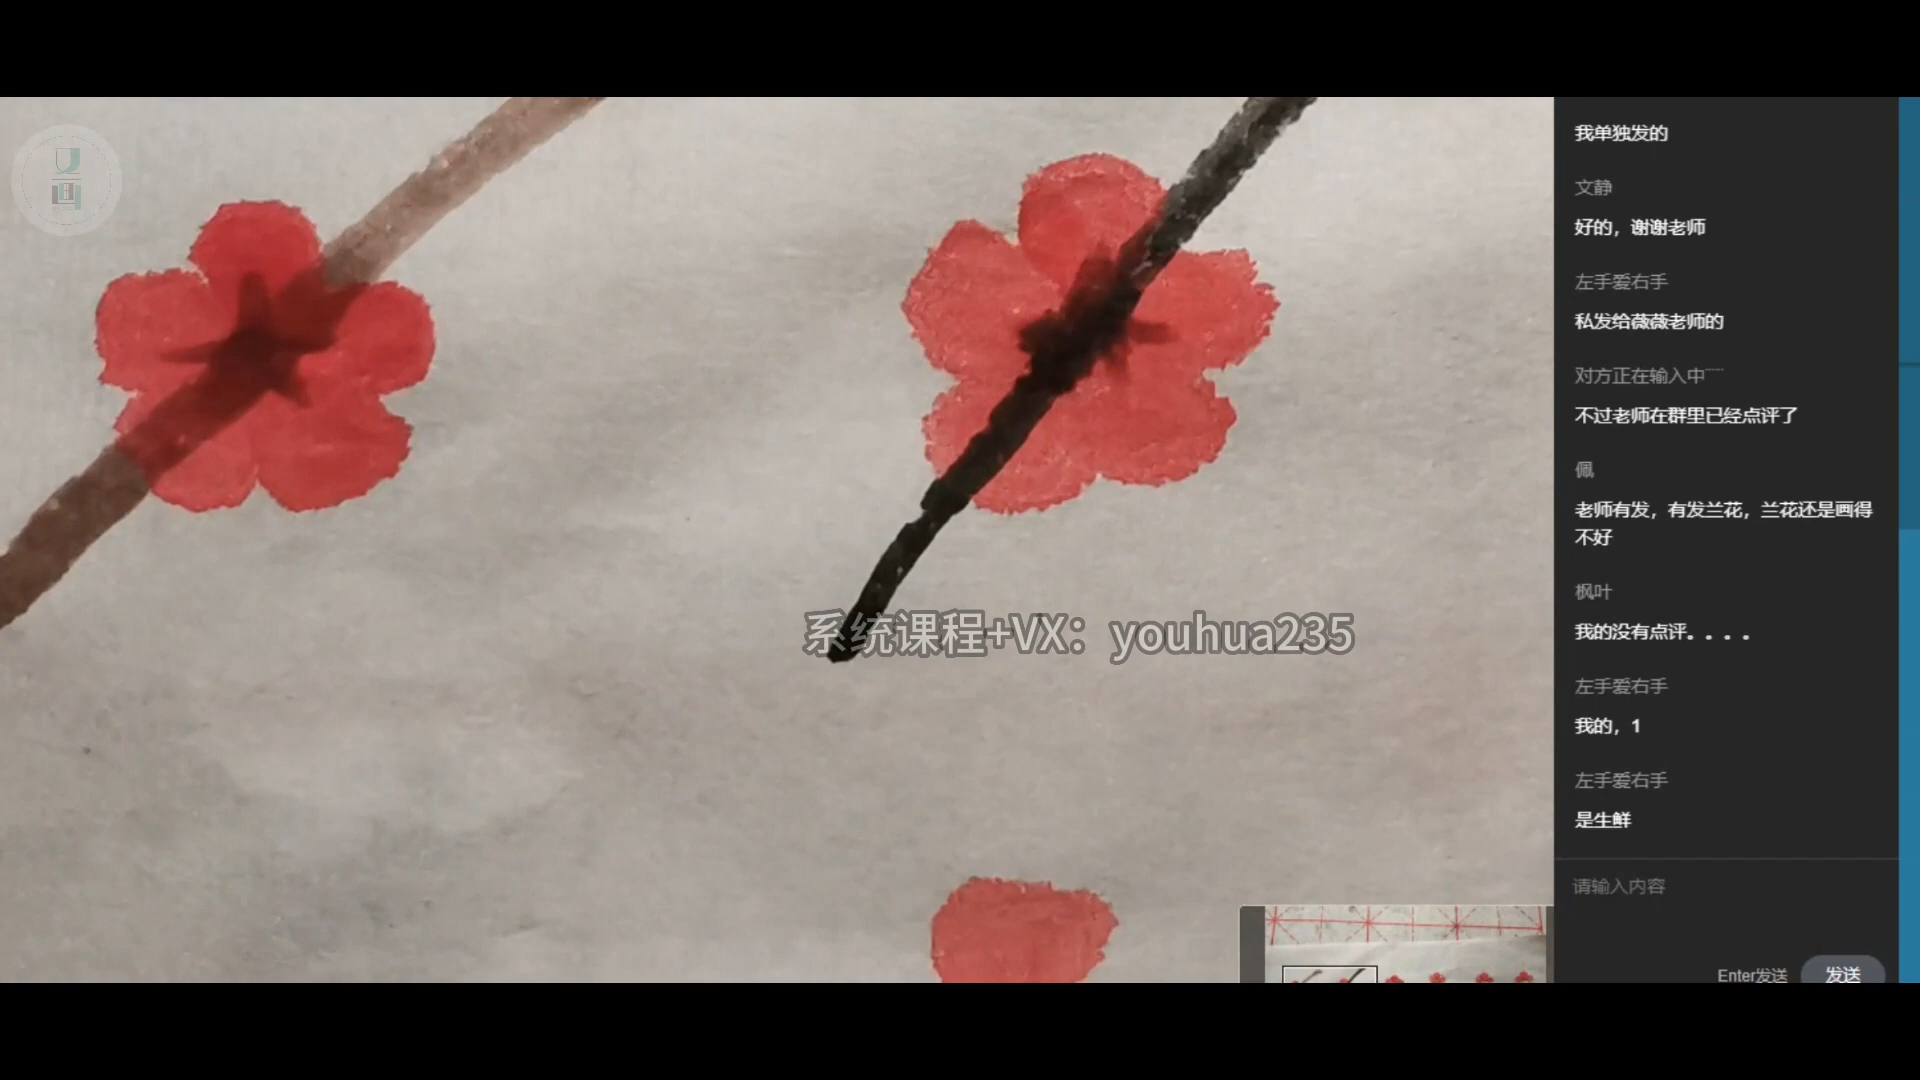 我单独发的
文静
好的，谢谢老师
左手爱右手
私发给薇薇老师的
对方正在输入中
不过老师在群里已经点评了
佩
老师有发，有发兰花，兰花还是画得
不好
枫叶
我的没有点评。。。。
左手爱右手
我的，1
左手爱右手
是生鲜
请输入内容
Enter发送
发送
系统课程+VX：youhua235